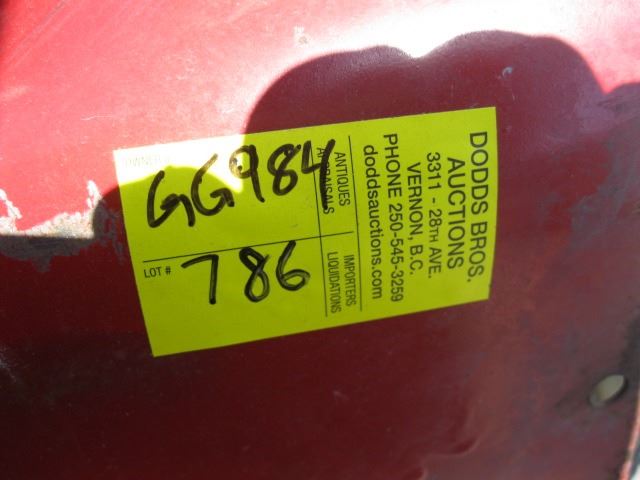 OWNER #
GG984
LOT #
786
ANTIQUES
APPRAISALS
IMPORTERS
LIQUIDATIONS
DODDS BROS.
AUCTIONS
3311 - 28TH AVE.
VERNON, B.C.
PHONE 250-545-3259
doddsauctions.com